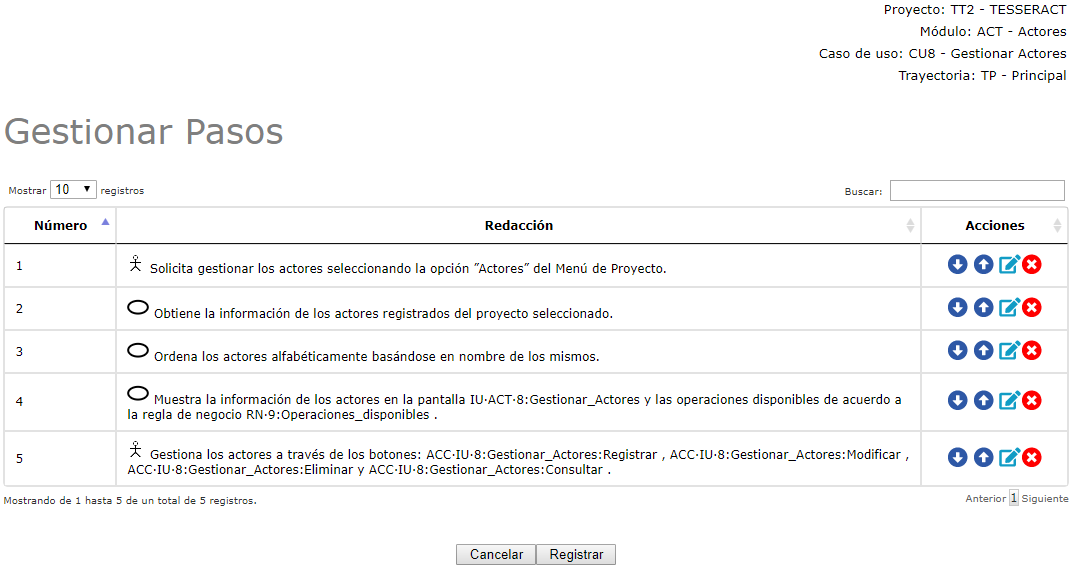 Proyecto: TT2 - TESSERACT
Módulo: ACT - Actores
Caso de uso: CU8 - Gestionar Actores
Trayectoria: TP - Principal
Gestionar Pasos
Mostrar 10 registros
Buscar:
Número Redacción Acciones
1 Solicita gestionar los actores seleccionando la opción "Actores" del Menú de Proyecto.
2 Obtiene la información de los actores registrados del proyecto seleccionado.
3 Ordena los actores alfabéticamente basándose en nombre de los mismos.
4 Muestra la información de los actores en la pantalla IU·ACT·8:Gestionar_Actores y las operaciones disponibles de acuerdo a
la regla de negocio RN·9:Operaciones_disponibles .
5 Gestiona los actores a través de los botones: ACC·IU·8:Gestionar_Actores:Registrar , ACC·IU·8:Gestionar_Actores:Modificar ,
ACC·IU·8:Gestionar_Actores:Eliminar y ACC·IU·8:Gestionar_Actores:Consultar .
Mostrando de 1 hasta 5 de un total de 5 registros.
Anterior 1 Siguiente
Cancelar Registrar